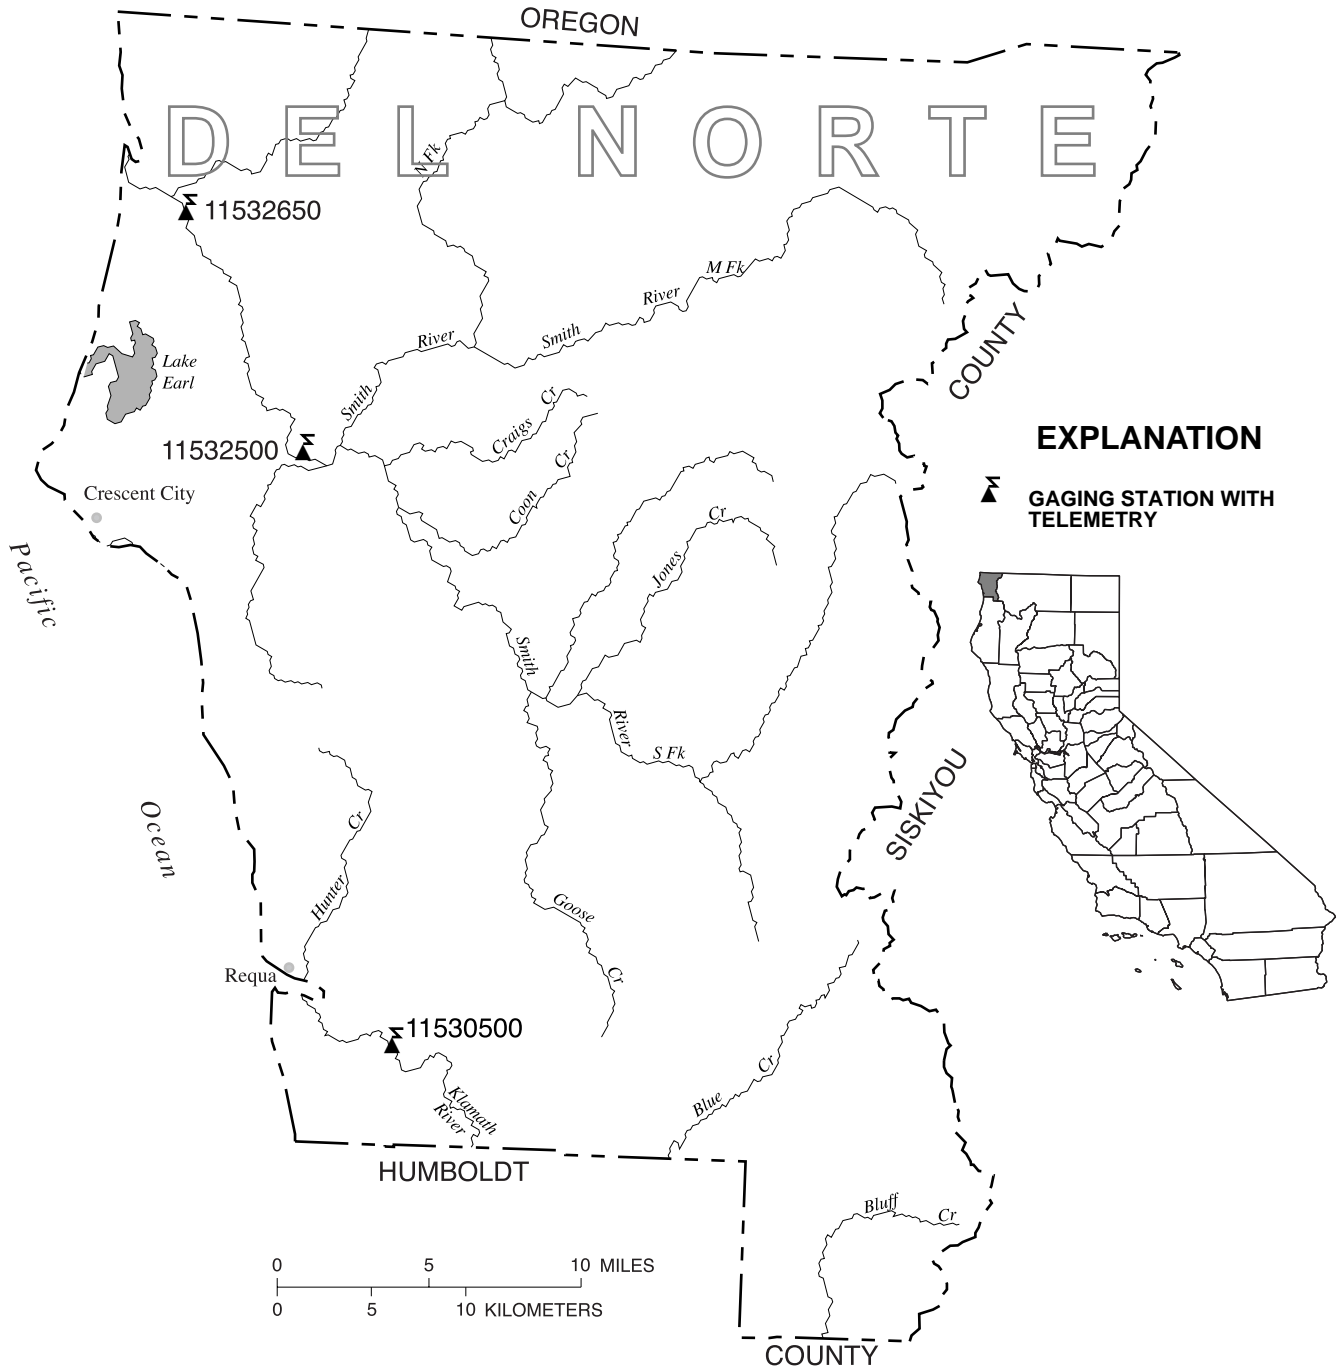 OREGON
DEL NORTE
N Fk
11532650
M Fk
River
Smith
River
Smith
COUNTY
Lake
Earl
Craigs Cr
11532500
Coon Cr
EXPLANATION
GAGING STATION WITH
TELEMETRY
Crescent City
Pacific
Ocean
Jones Cr
Smith
River
S Fk
SISKIYOU
Hunter Cr
Goose Cr
Requa
11530500
Klamath
River
Blue Cr
HUMBOLDT
Bluff Cr
0 5 10 MILES
0 5 10 KILOMETERS
COUNTY